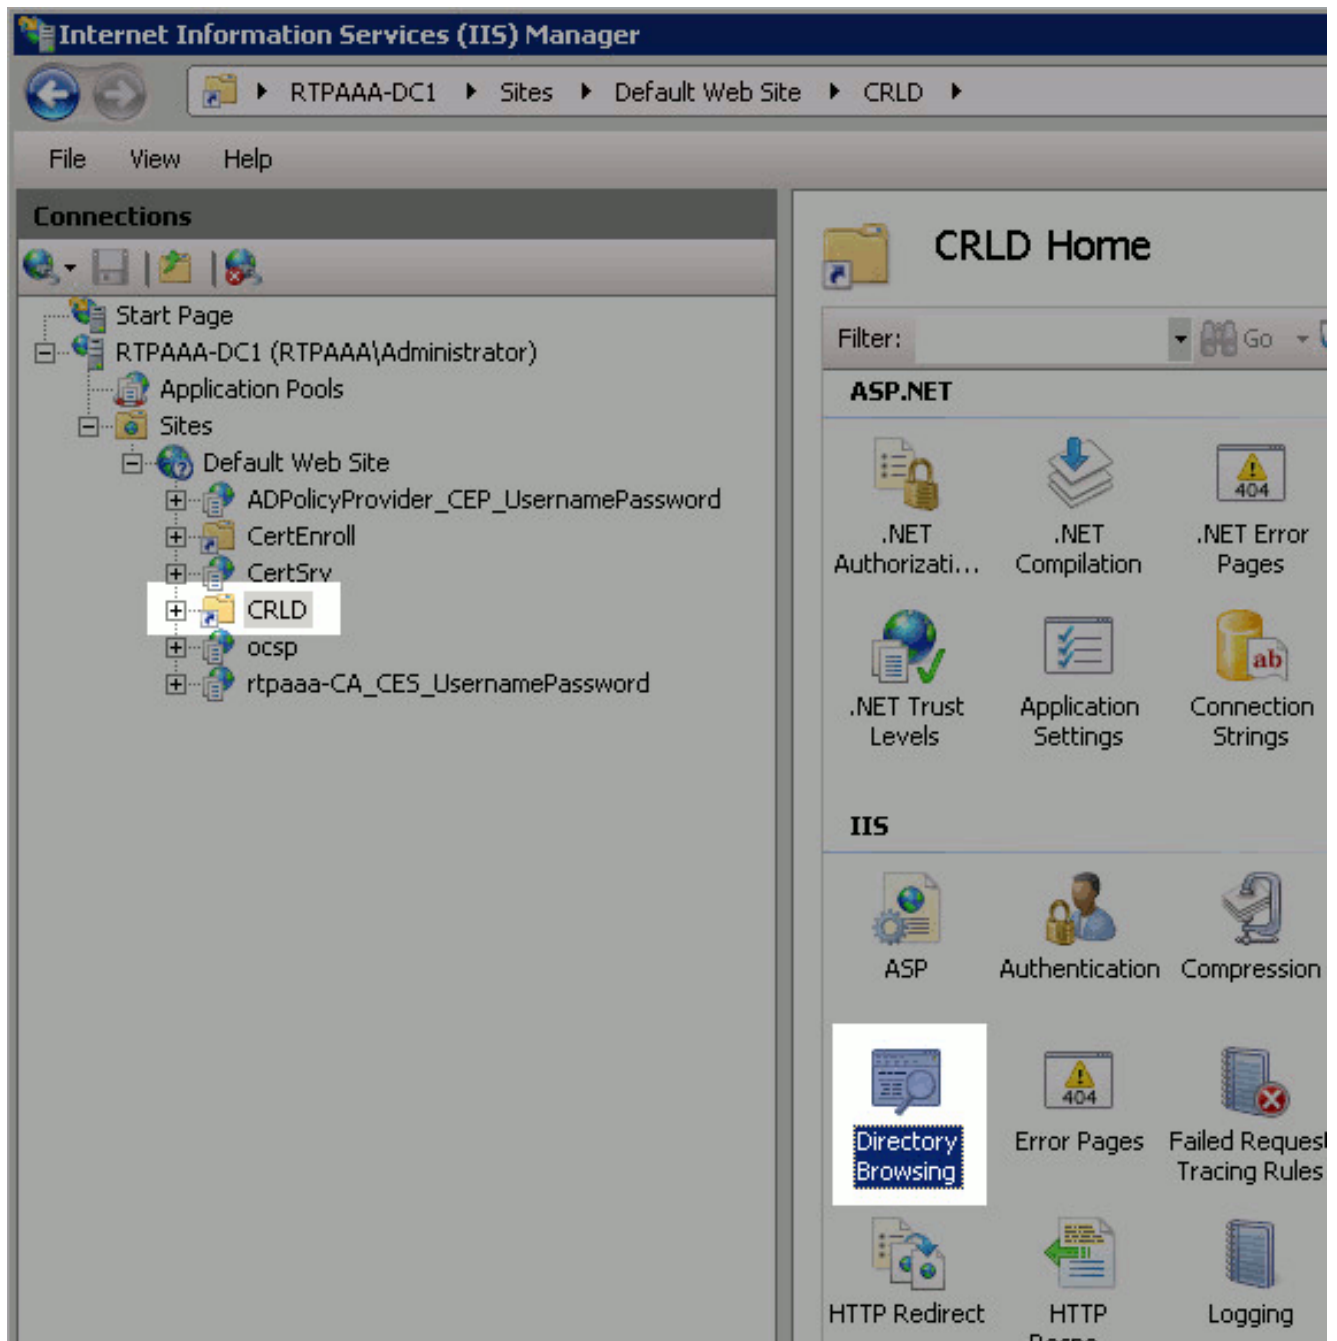 Internet Information Services (IIS) Manager
RTPAAA-DC1 Sites Default Web Site CRLD
File View Help
Connections
Start Page
RTPAAA-DC1 (RTPAAA\Administrator)
Application Pools
Sites
Default Web Site
ADPolicyProvider_CEP_UsernamePassword
CertEnroll
CertSrv
CRLD
ocsp
rtpaaa-CA_CES_UsernamePassword
CRLD Home
Filter: Go
ASP.NET
404
.NET .NET .NET Error
Authorizati... Compilation Pages
ab
.NET Trust Application Connection
Levels Settings Strings
IIS
ASP Authentication Compression
404
Directory Error Pages Failed Request
Browsing Tracing Rules
HTTP Redirect HTTP Logging